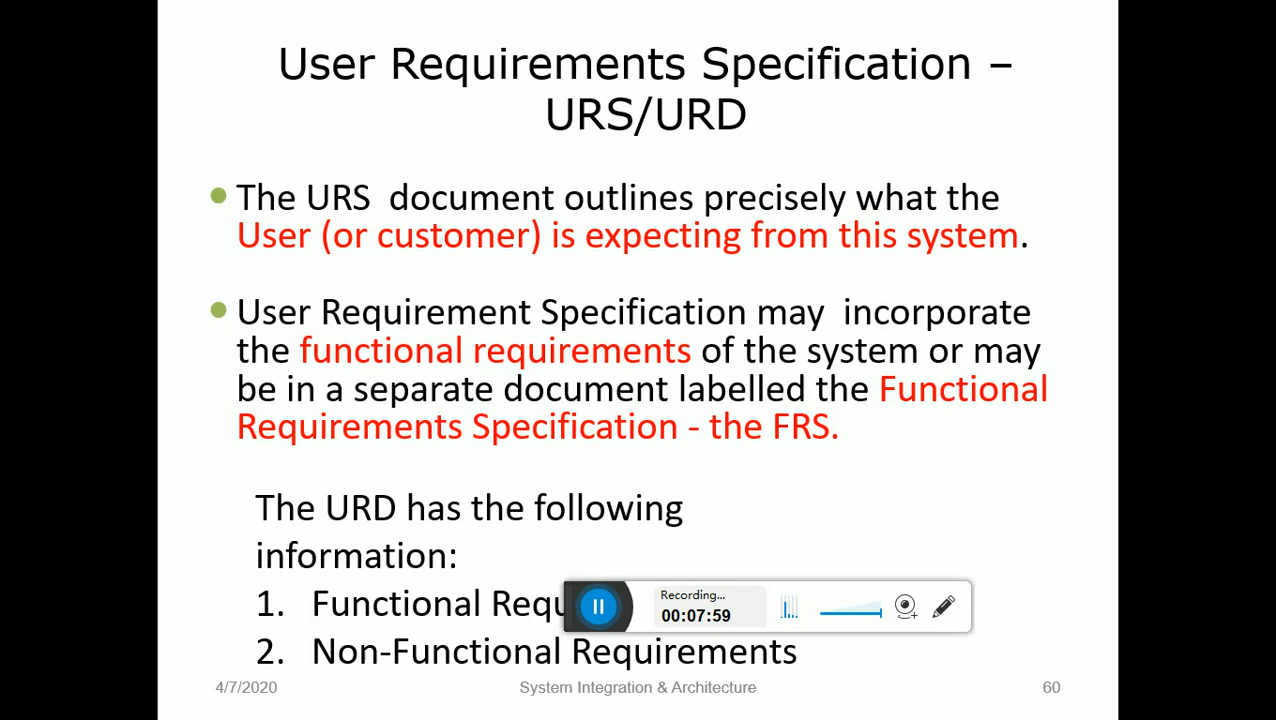 User Requirements Specification –
URS/URD
The URS document outlines precisely what the
User (or customer) is expecting from this system.
User Requirement Specification may incorporate
the functional requirements of the system or may
be in a separate document labelled the Functional
Requirements Specification - the FRS.
The URD has the following
information:
1. Functional
2. Non-Functional Requirements
Recording...
00:07:59
4/7/2020
System Integration & Architecture
60